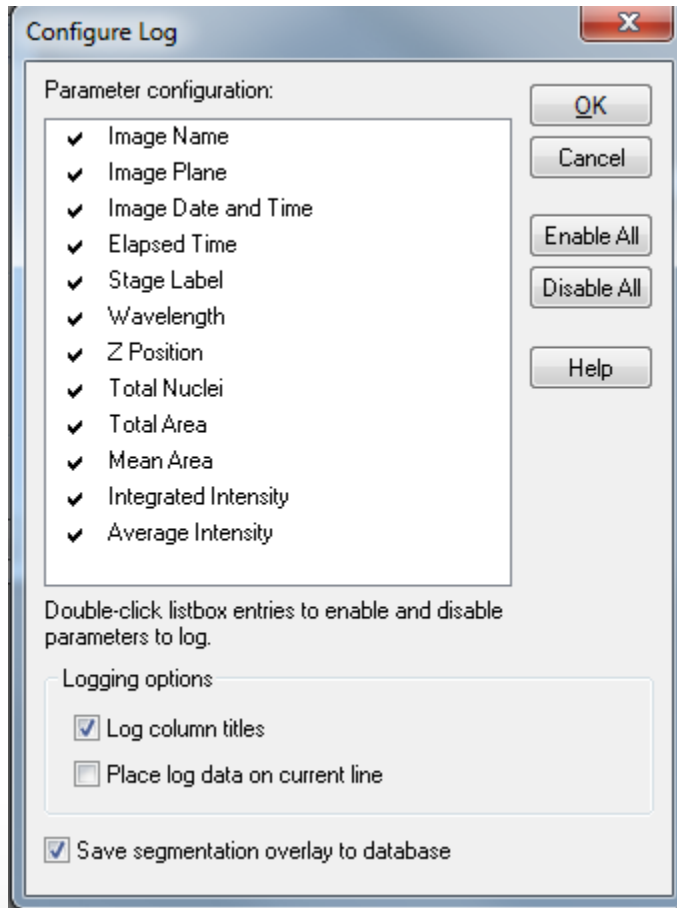 Configure Log
Parameter configuration:
Image Name
Image Plane
Image Date and Time
Elapsed Time
Stage Label
Wavelength
Z Position
Total Nuclei
Total Area
Mean Area
Integrated Intensity
Average Intensity
OK
Cancel
Enable All
Disable All
Help
Double-click listbox entries to enable and disable
parameters to log.
Logging options
Log column titles
Place log data on current line
Save segmentation overlay to database